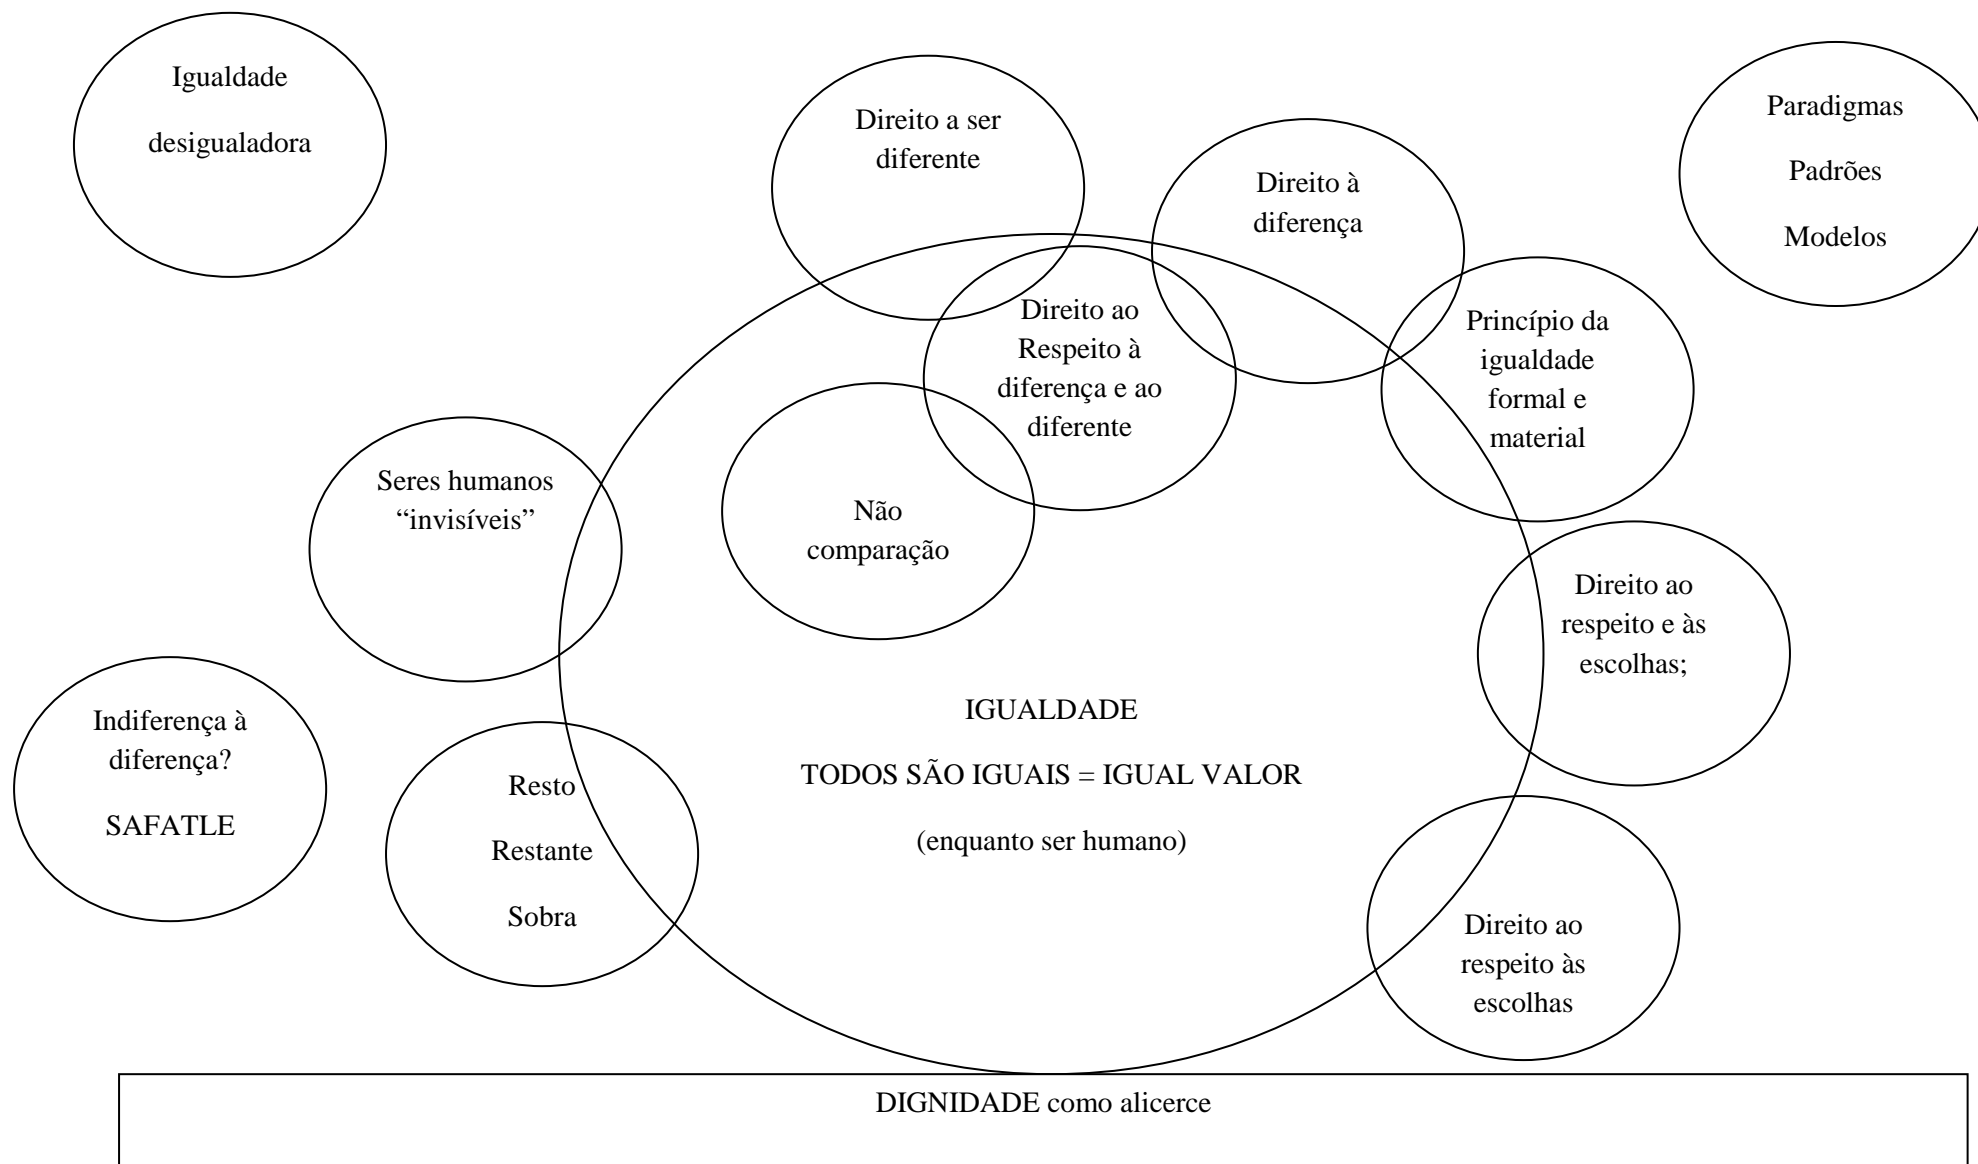 Igualdade
desigualadora
Direito a ser
diferente
Direito à
diferença
Paradigmas
Padrões
Modelos
Direito ao
Respeito à
diferença e ao
diferente
Princípio da
igualdade
formal e
material
Seres humanos
“invisíveis”
Não
comparação
Direito ao
respeito e às
escolhas;
Indiferença à
diferença?
SAFATLE
Resto
Restante
Sobra
IGUALDADE
TODOS SÃO IGUAIS = IGUAL VALOR
(enquanto ser humano)
Direito ao
respeito às
escolhas
DIGNIDADE como alicerce